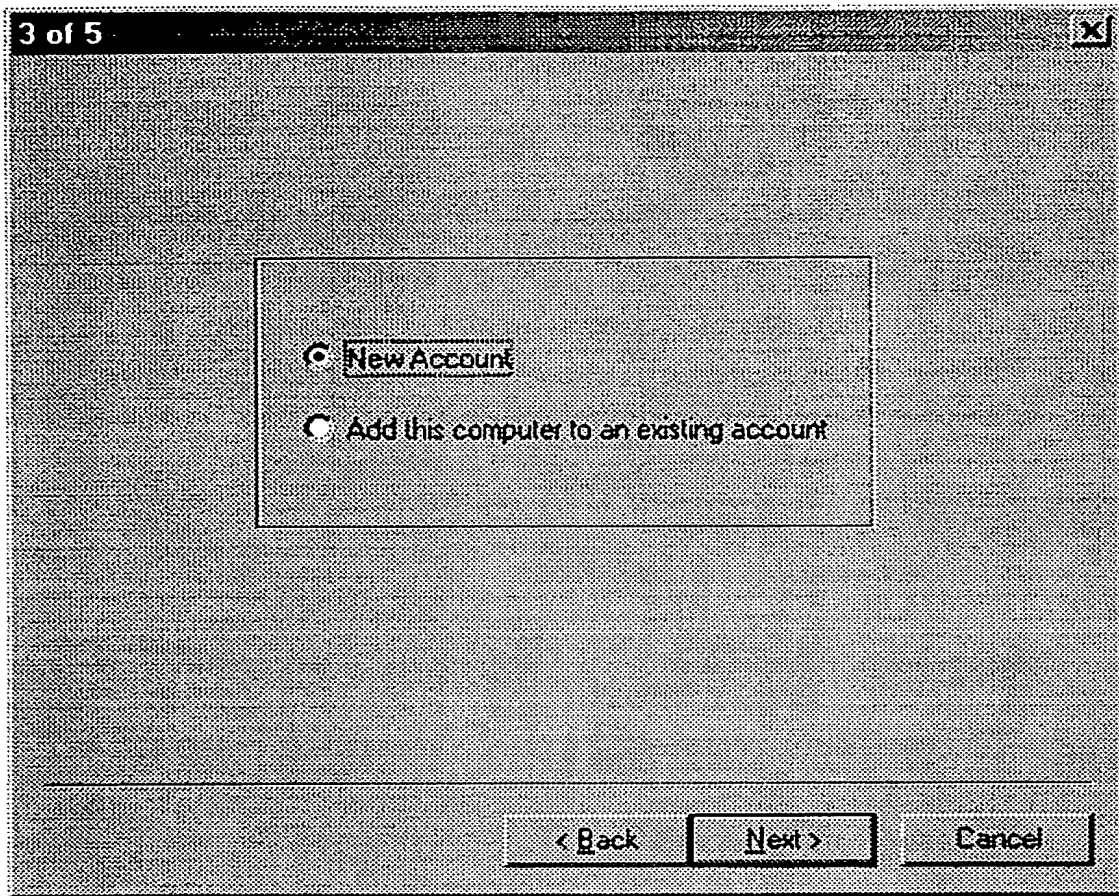 3 of 5
New Account
Add this computer to an existing account
< Back
Next >
Cancel